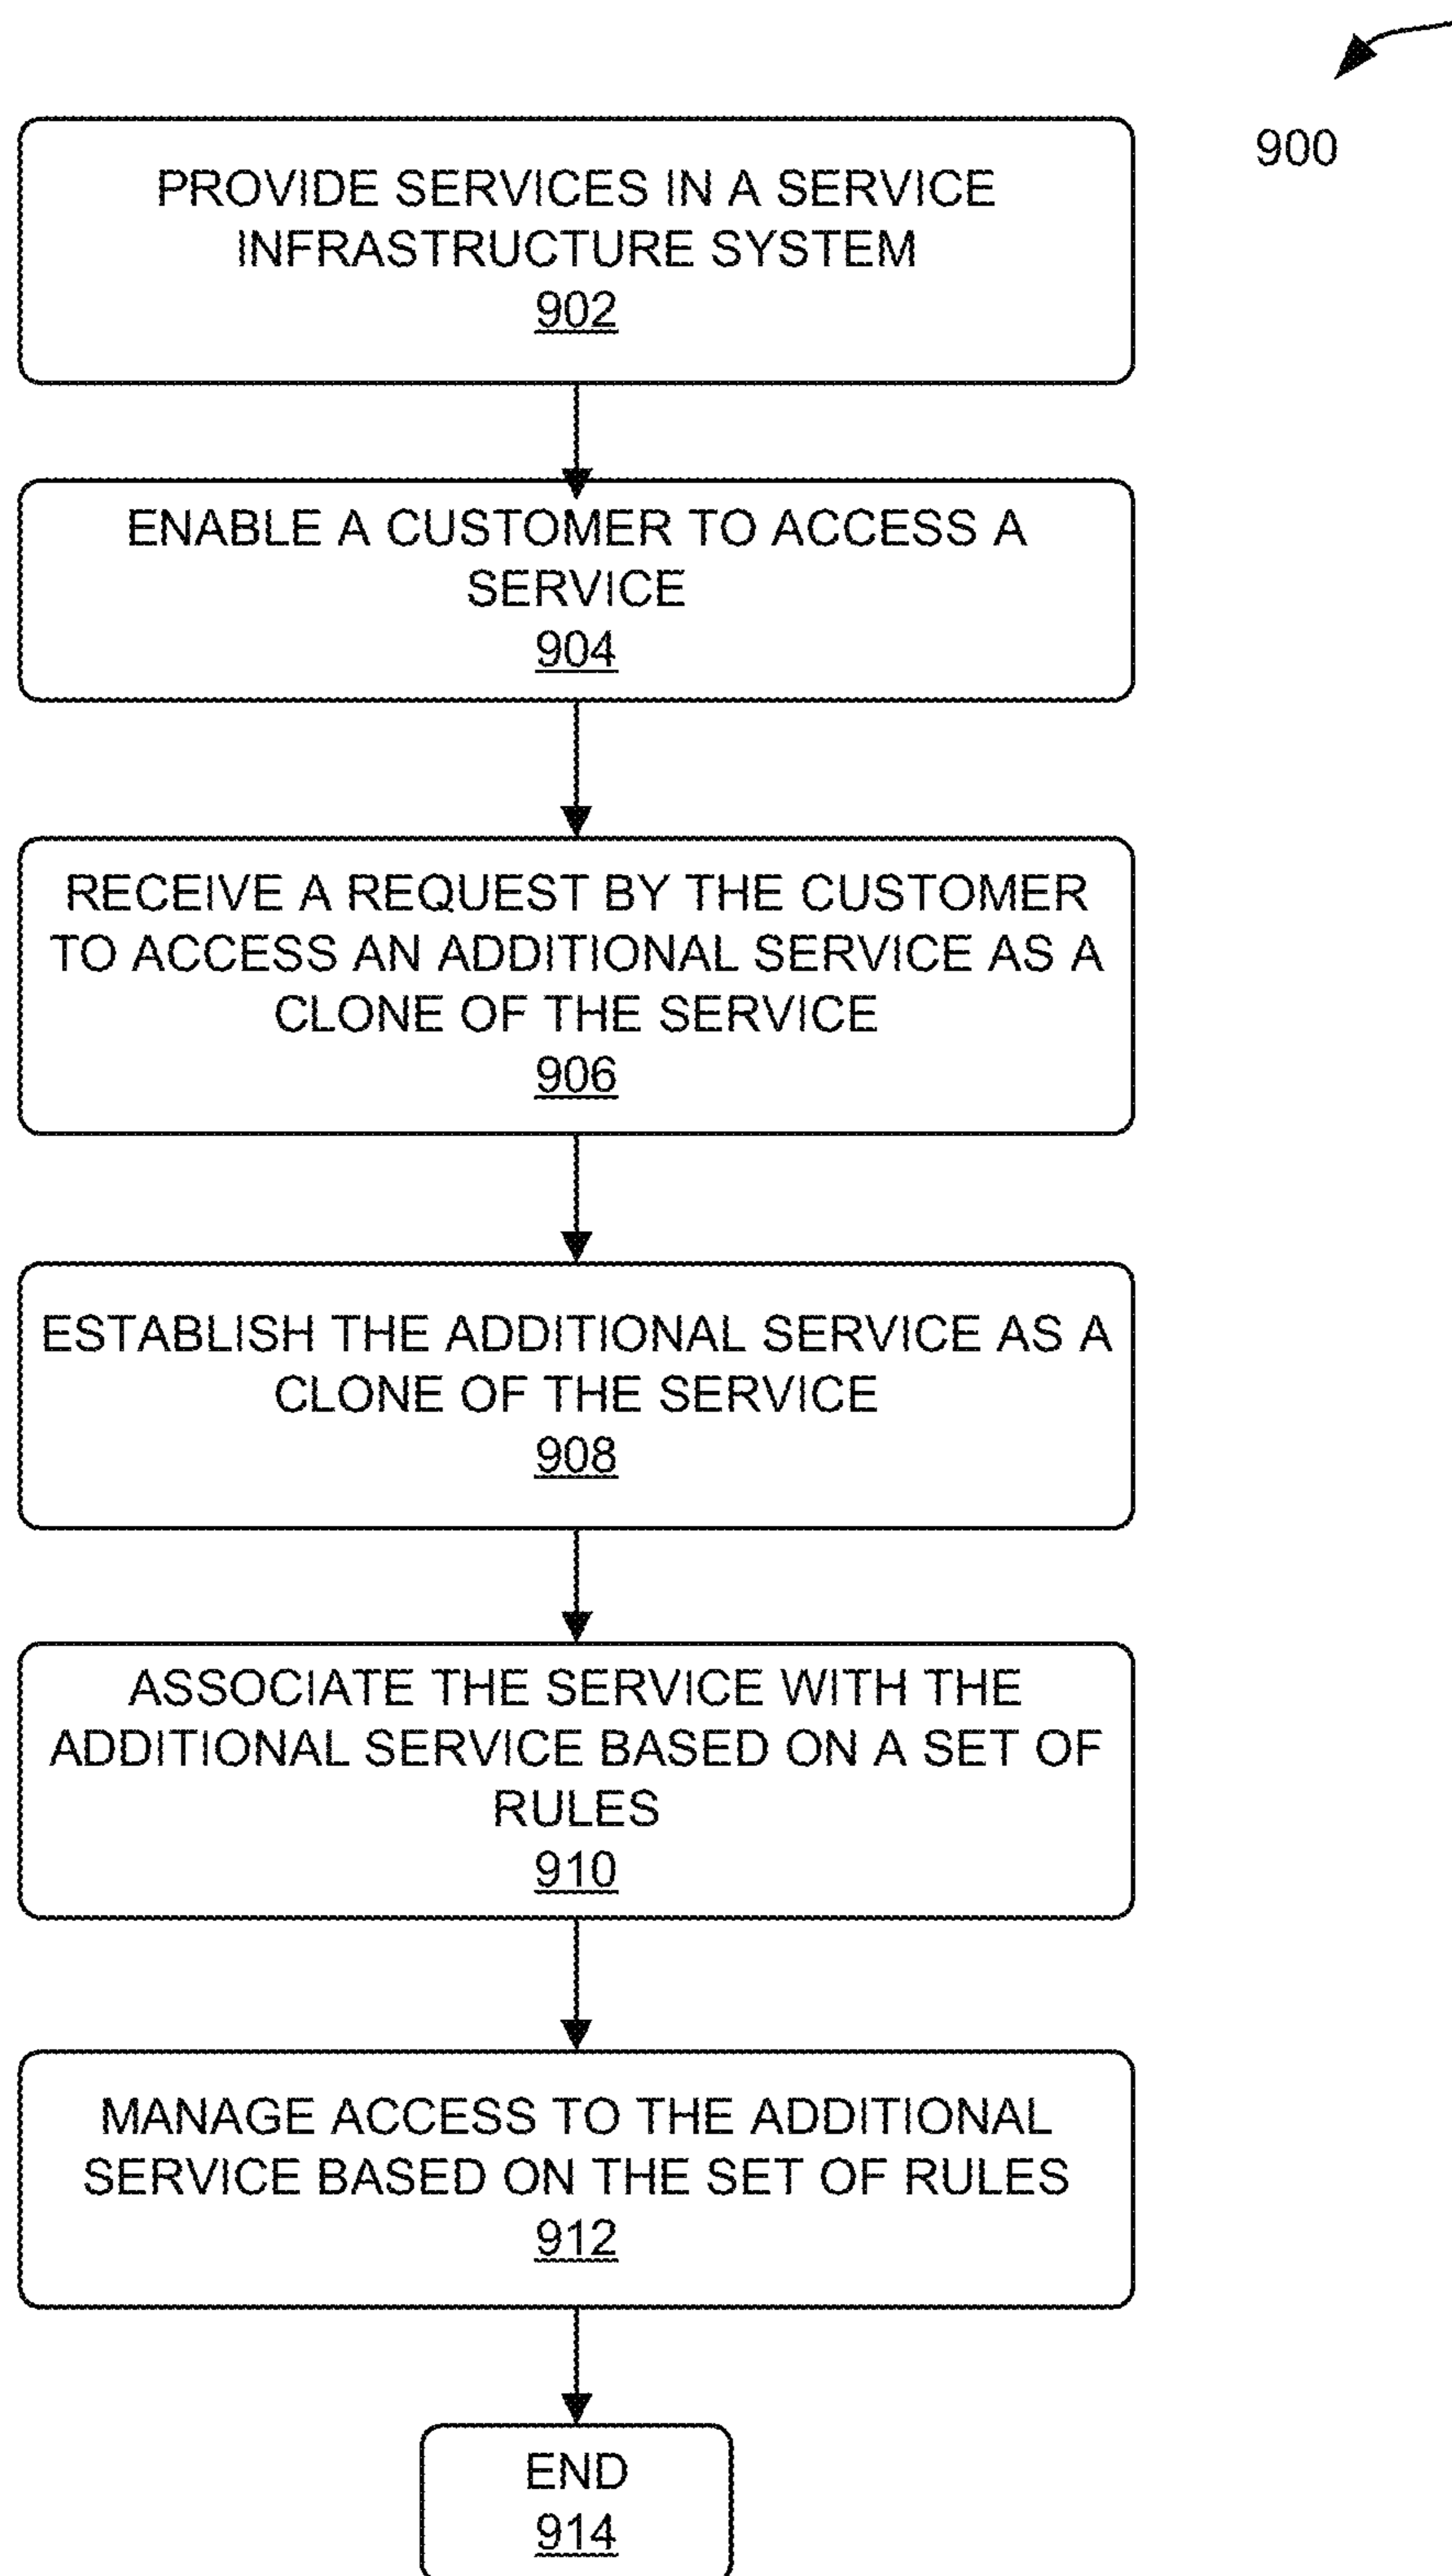 900
PROVIDE SERVICES IN A SERVICE
INFRASTRUCTURE SYSTEM
902
ENABLE A CUSTOMER TO ACCESS A
SERVICE
904
RECEIVE A REQUEST BY THE CUSTOMER
TO ACCESS AN ADDITIONAL SERVICE AS A
CLONE OF THE SERVICE
906
ESTABLISH THE ADDITIONAL SERVICE AS A
CLONE OF THE SERVICE
908
ASSOCIATE THE SERVICE WITH THE
ADDITIONAL SERVICE BASED ON A SET OF
RULES
910
MANAGE ACCESS TO THE ADDITIONAL
SERVICE BASED ON THE SET OF RULES
912
END
914